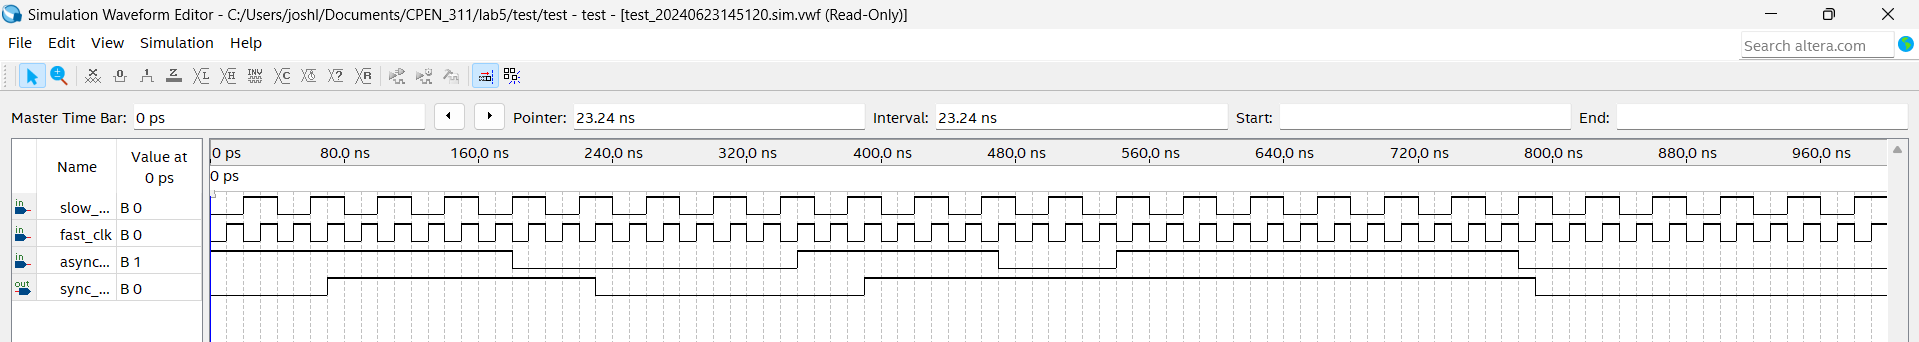 Simulation Waveform Editor - C:/Users/joshl/Documents/CPEN_311/lab5/test/test - test - [test_20240623145120.sim.vwf (Read-Only)]
File Edit View Simulation Help
Search altera.com
Master Time Bar: 0 ps Pointer: 23.24 ns Interval: 23.24 ns Start: End:
Name Value at 0 ps
0 ps 80.0 ns 160.0 ns 240.0 ns 320.0 ns 400.0 ns 480.0 ns 560.0 ns 640.0 ns 720.0 ns 800.0 ns 880.0 ns 960.0 ns
0 ps
in slow_... B 0
in fast_clk B 0
in async... B 1
out sync_... B 0